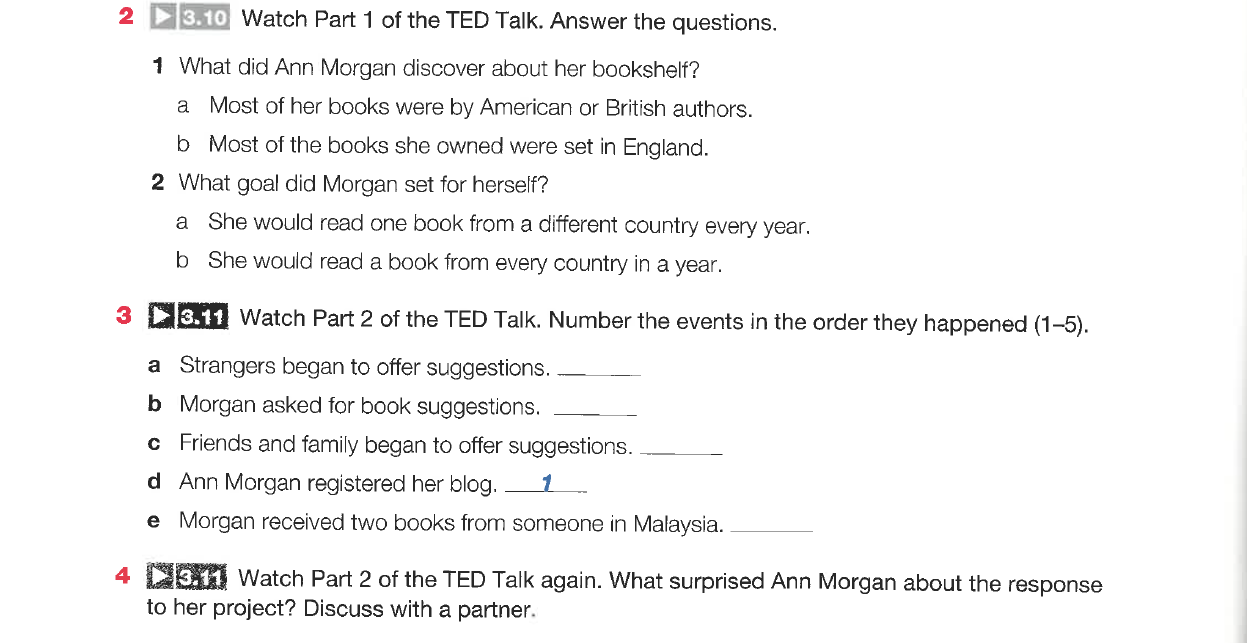 2 ▶ 3.10 Watch Part 1 of the TED Talk. Answer the questions.
1 What did Ann Morgan discover about her bookshelf?
a Most of her books were by American or British authors.
b Most of the books she owned were set in England.
2 What goal did Morgan set for herself?
a She would read one book from a different country every year.
b She would read a book from every country in a year.
3 ▶ 3.11 Watch Part 2 of the TED Talk. Number the events in the order they happened (1–5).
a Strangers began to offer suggestions. ______
b Morgan asked for book suggestions. ______
c Friends and family began to offer suggestions. ______
d Ann Morgan registered her blog. __1__
e Morgan received two books from someone in Malaysia. ______
4 ▶ 3.11 Watch Part 2 of the TED Talk again. What surprised Ann Morgan about the response
to her project? Discuss with a partner.